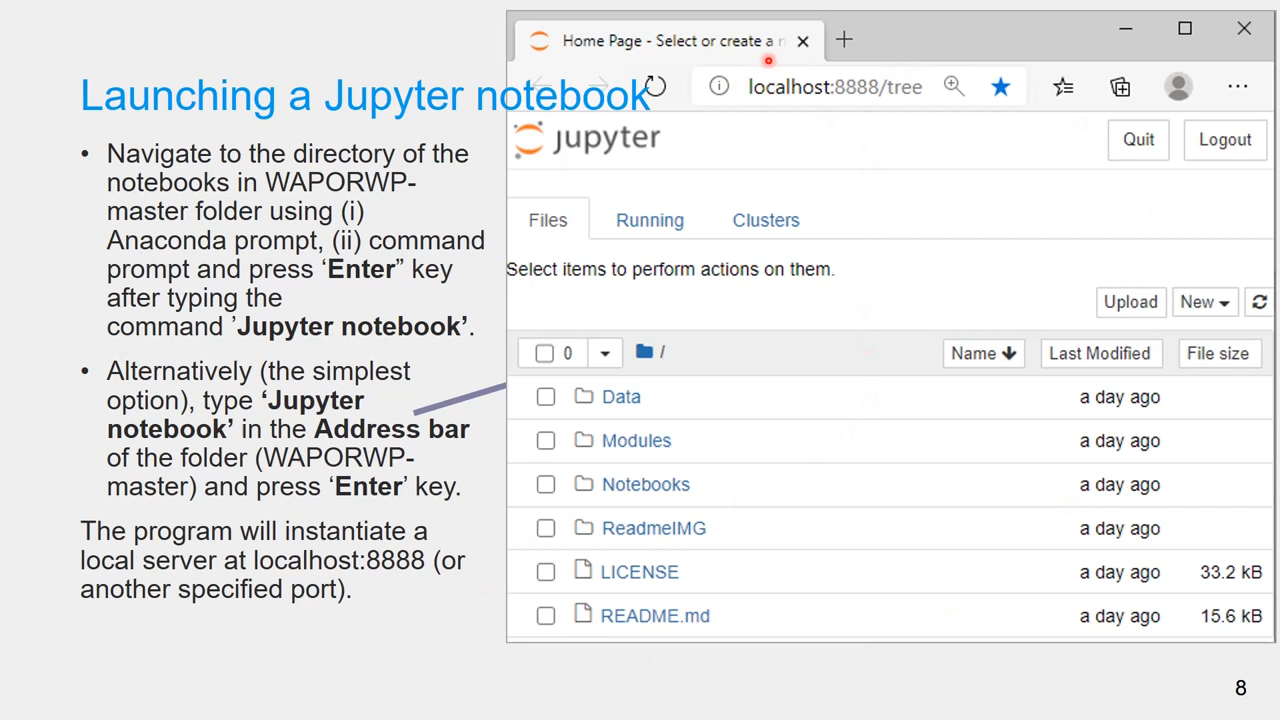 Launching a Jupyter notebook
• Navigate to the directory of the
notebooks in WAPORWP-
master folder using (i)
Anaconda prompt, (ii) command
prompt and press ‘Enter” key
after typing the
command ’Jupyter notebook’.
• Alternatively (the simplest
option), type ‘Jupyter
notebook’ in the Address bar
of the folder (WAPORWP-
master) and press ‘Enter’ key.
The program will instantiate a
local server at localhost:8888 (or
another specified port).
Home Page - Select or create a n
localhost:8888/tree
jupyter
Quit Logout
Files Running Clusters
Select items to perform actions on them.
Upload New
0 / Name Last Modified File size
Data a day ago
Modules a day ago
Notebooks a day ago
ReadmeIMG a day ago
LICENSE a day ago 33.2 kB
README.md a day ago 15.6 kB
8